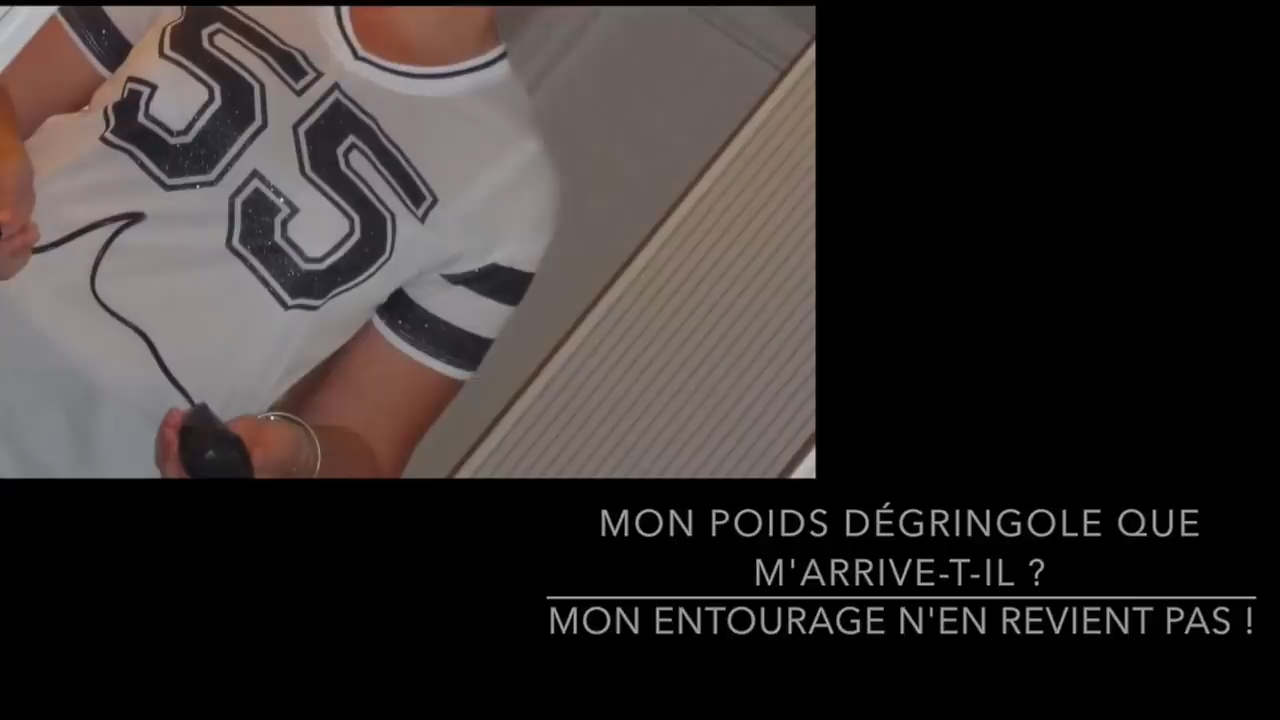 55
MON POIDS DÉGRINGOLE QUE
M'ARRIVE-T-IL ?
MON ENTOURAGE N'EN REVIENT PAS !